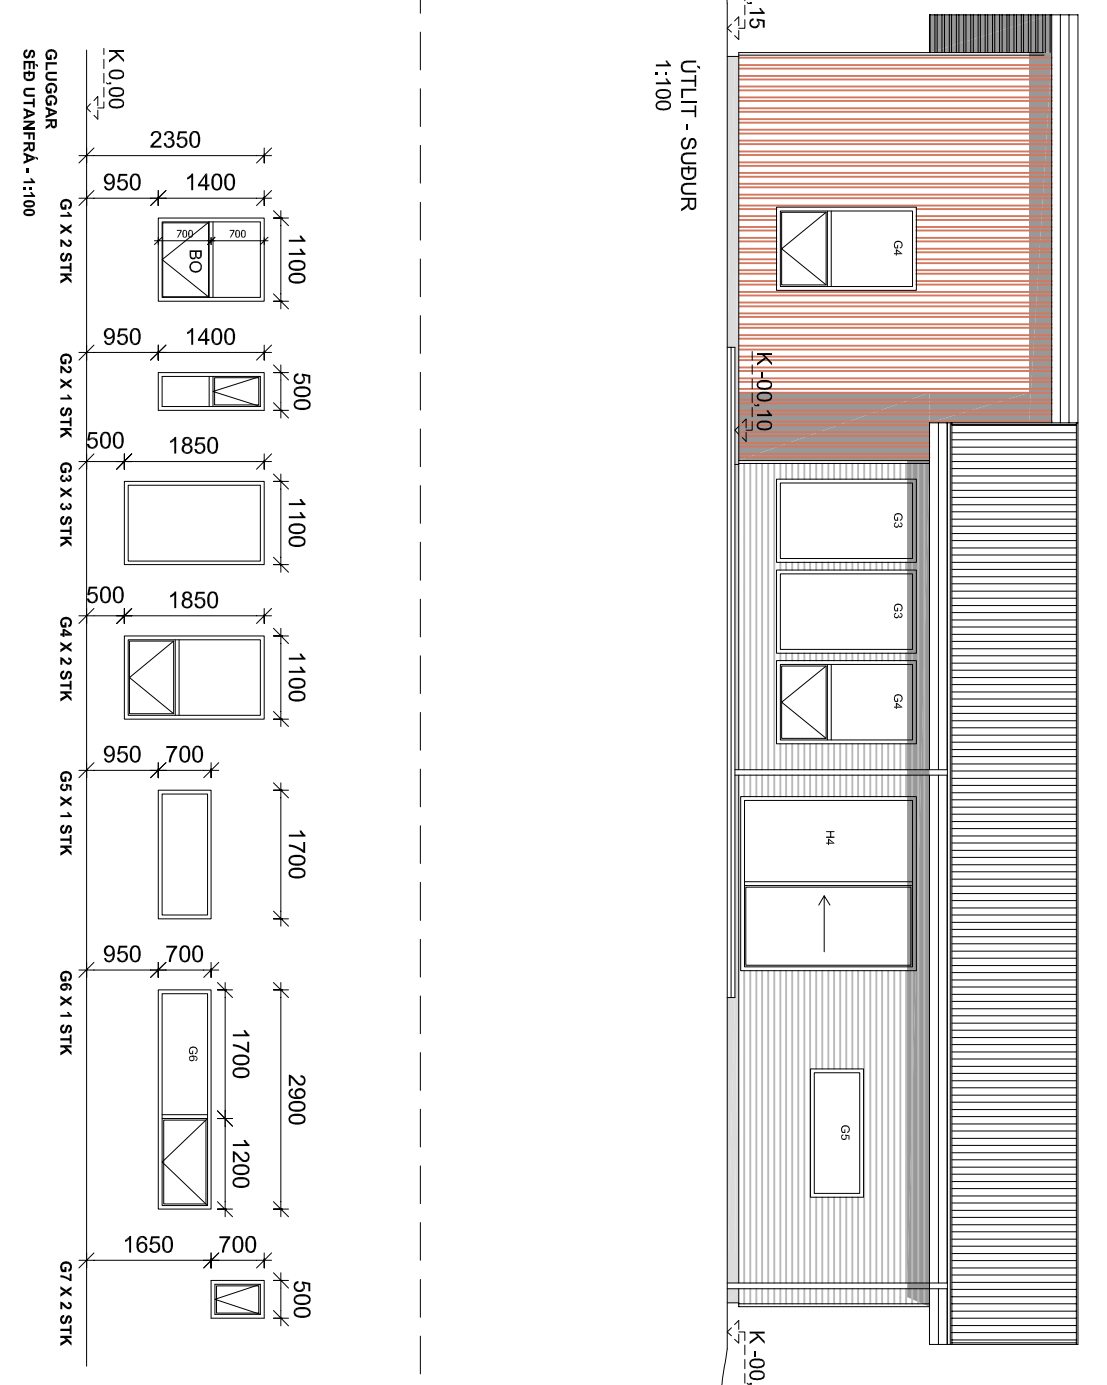 ÚTLIT - SUÐUR
1:100
,15
K -00,10
K -00,
G4
G3
G3
G4
H4
G5
K 0,00
2350
950
1400
700
700
BO
1100
950
1400
500
500
1850
1100
500
1850
1100
950
700
1700
950
700
G6
1700
1200
2900
1650
700
500
G1 X 2 STK
G2 X 1 STK
G3 X 3 STK
G4 X 2 STK
G5 X 1 STK
G6 X 1 STK
G7 X 2 STK
GLUGGAR
SÉÐ UTANFRÁ - 1:100